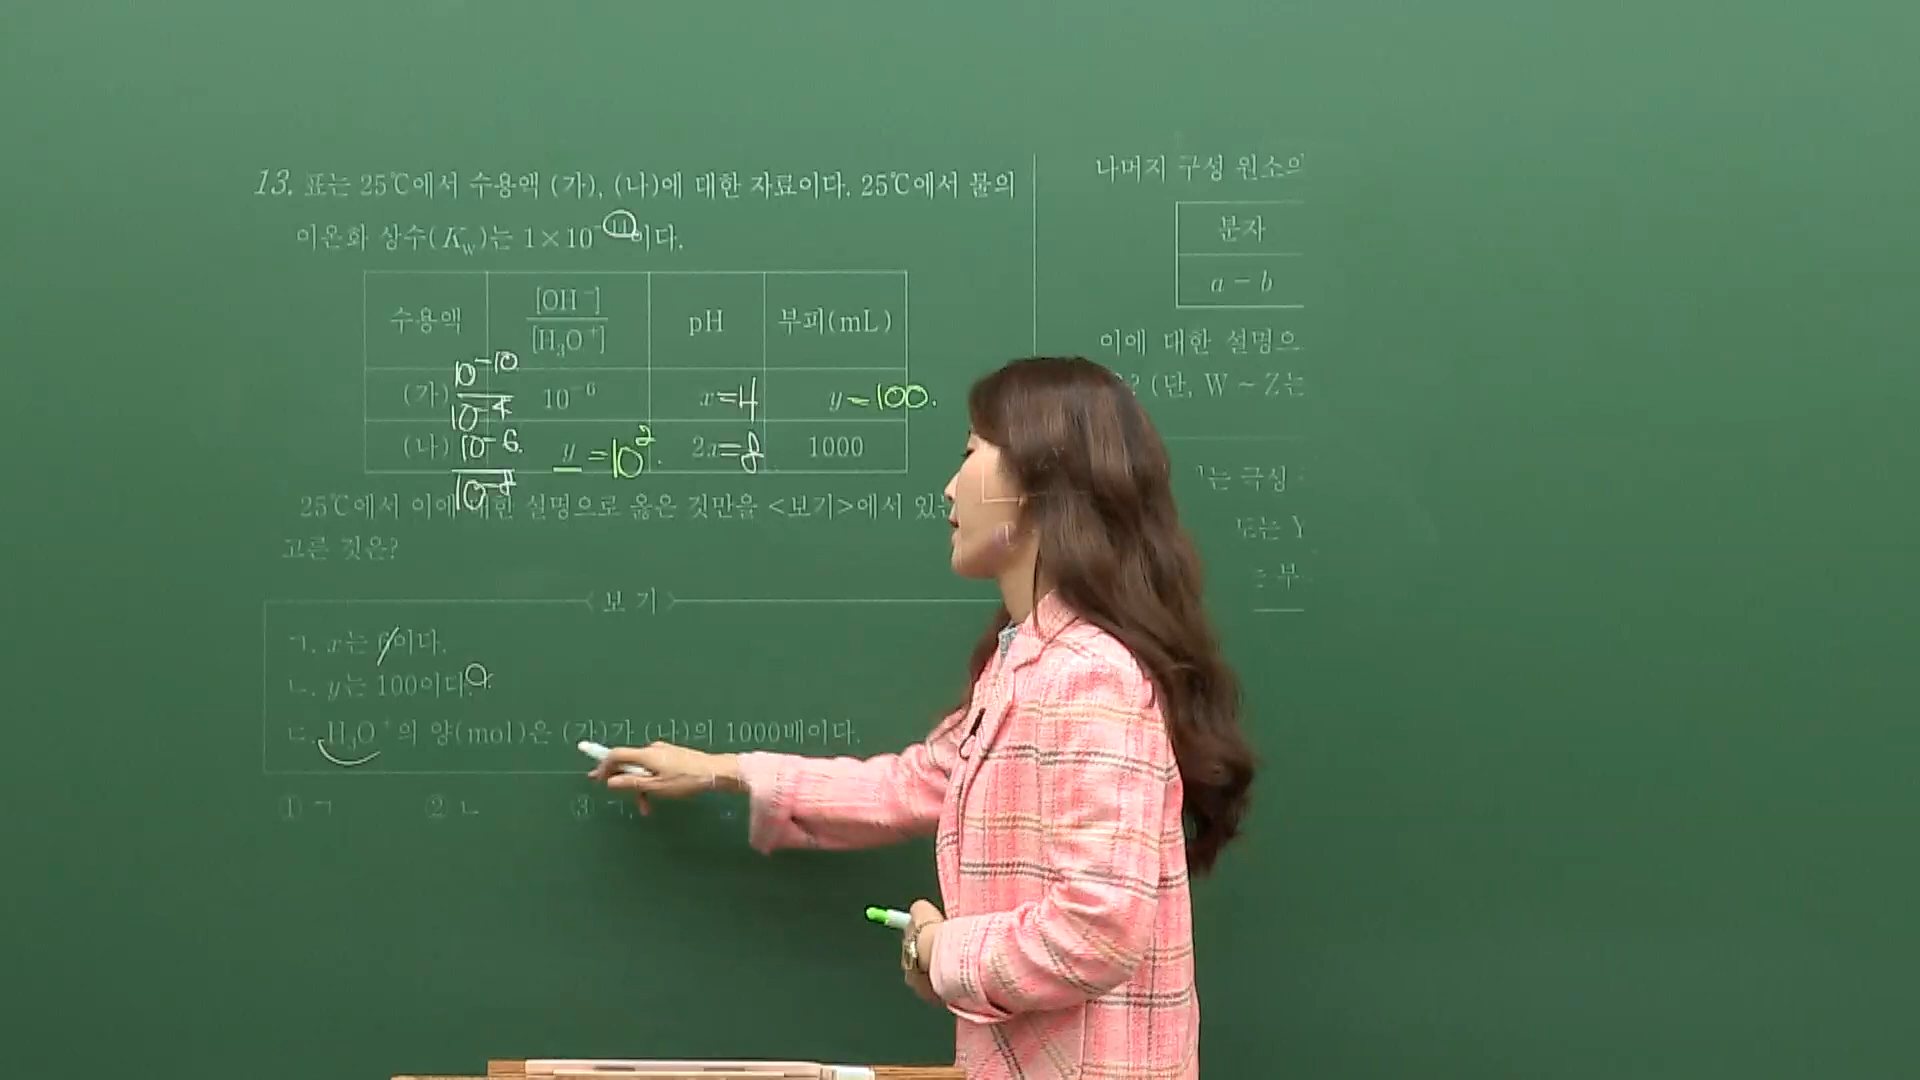 13. 표는 25℃에서 수용액 (가), (나)에 대한 자료이다. 25℃에서 물의
이온화 상수(Kw)는 1×10⁻¹⁴이다.
수용액 [OH⁻]/[H₃O⁺] pH 부피(mL)
(가) 10⁻¹⁰/10⁻⁴ 10⁻⁶ x=4 y=100.
(나) 10⁻⁶/10⁻⁸ y=10². 2x=8 1000
25℃에서 이에 대한 설명으로 옳은 것만을 <보기>에서 있는
고른 것은?
<보 기>
ㄱ. x는 6이다.
ㄴ. y는 100이다.
ㄷ. H₃O⁺의 양(mol)은 (가)가 (나)의 1000배이다.
① ㄱ ② ㄴ ③ ㄱ,
나머지 구성 원소의
분자
a - b
이에 대한 설명으
? (단, W ~ Z는
는 극성
또는 Y
는 부